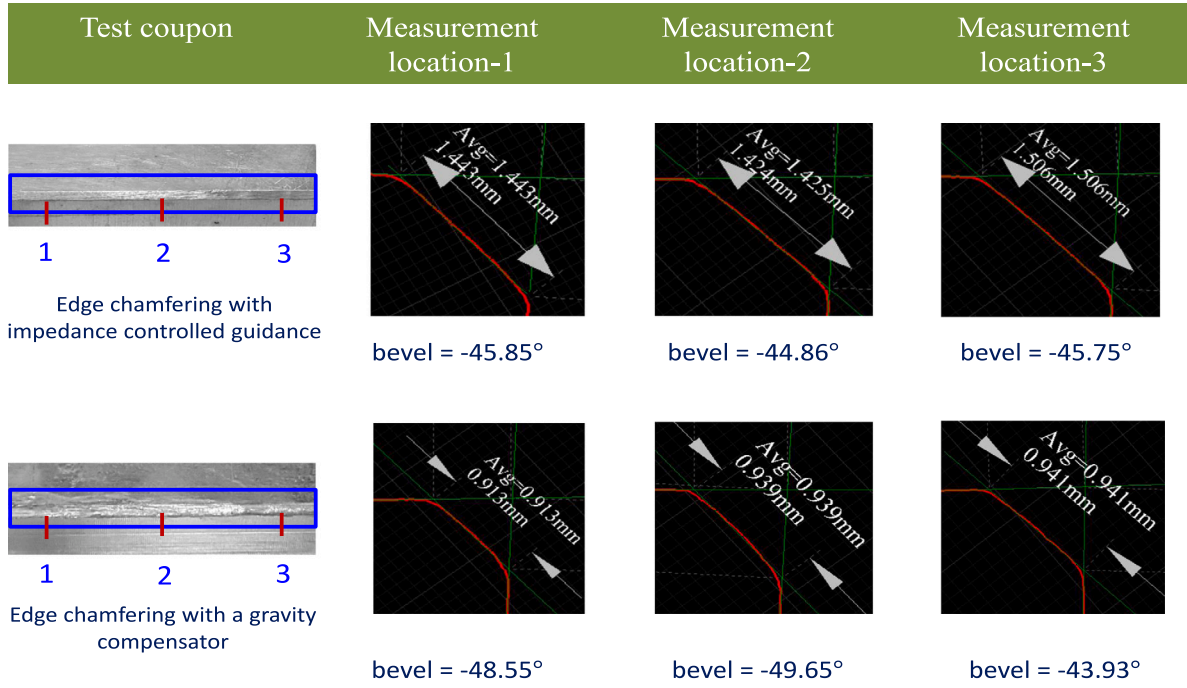 Test coupon
Measurement
location-1
Measurement
location-2
Measurement
location-3
1
2
3
Edge chamfering with
impedance controlled guidance
Avg=1.443mm
1.443mm
bevel = -45.85°
Avg=1.425mm
1.424mm
bevel = -44.86°
Avg=1.506mm
1.506mm
bevel = -45.75°
1
2
3
Edge chamfering with a gravity
compensator
Avg=0.913mm
0.913mm
bevel = -48.55°
Avg=0.939mm
0.939mm
bevel = -49.65°
Avg=0.941mm
0.941mm
bevel = -43.93°